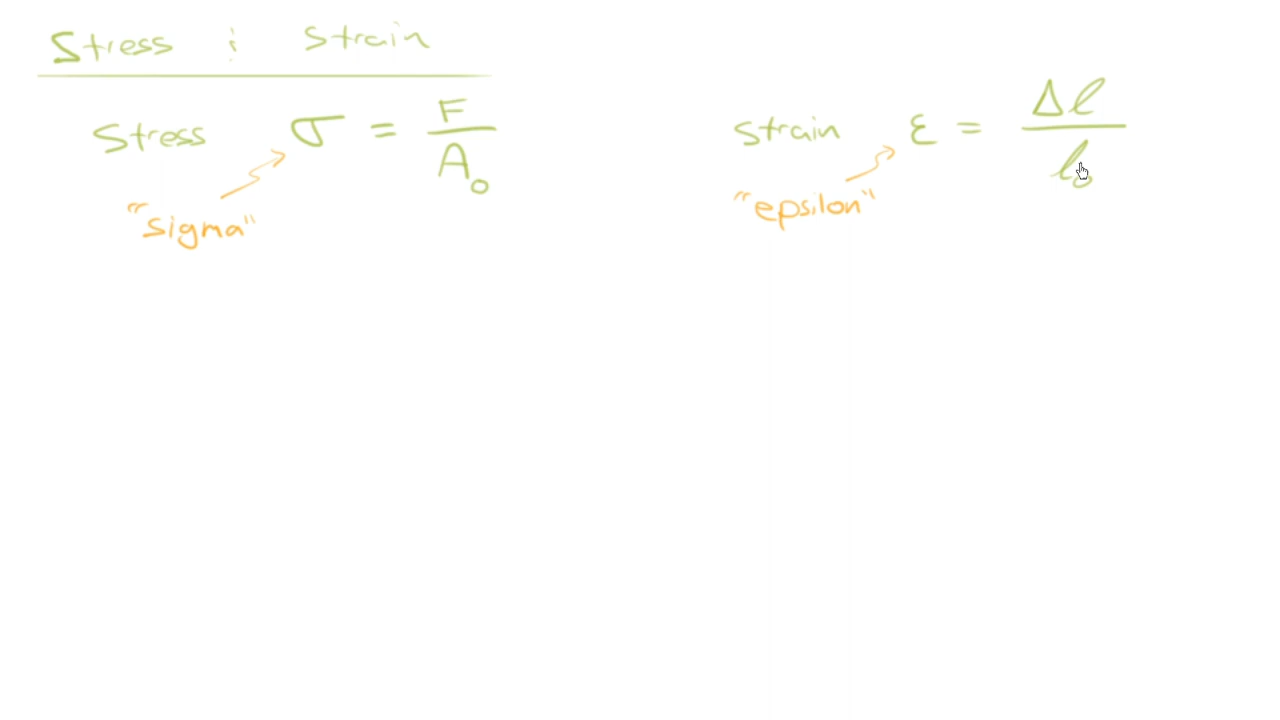 Stress & Strain
Stress σ = F / A₀
"sigma"
Strain ε = Δl / l₀
"epsilon"